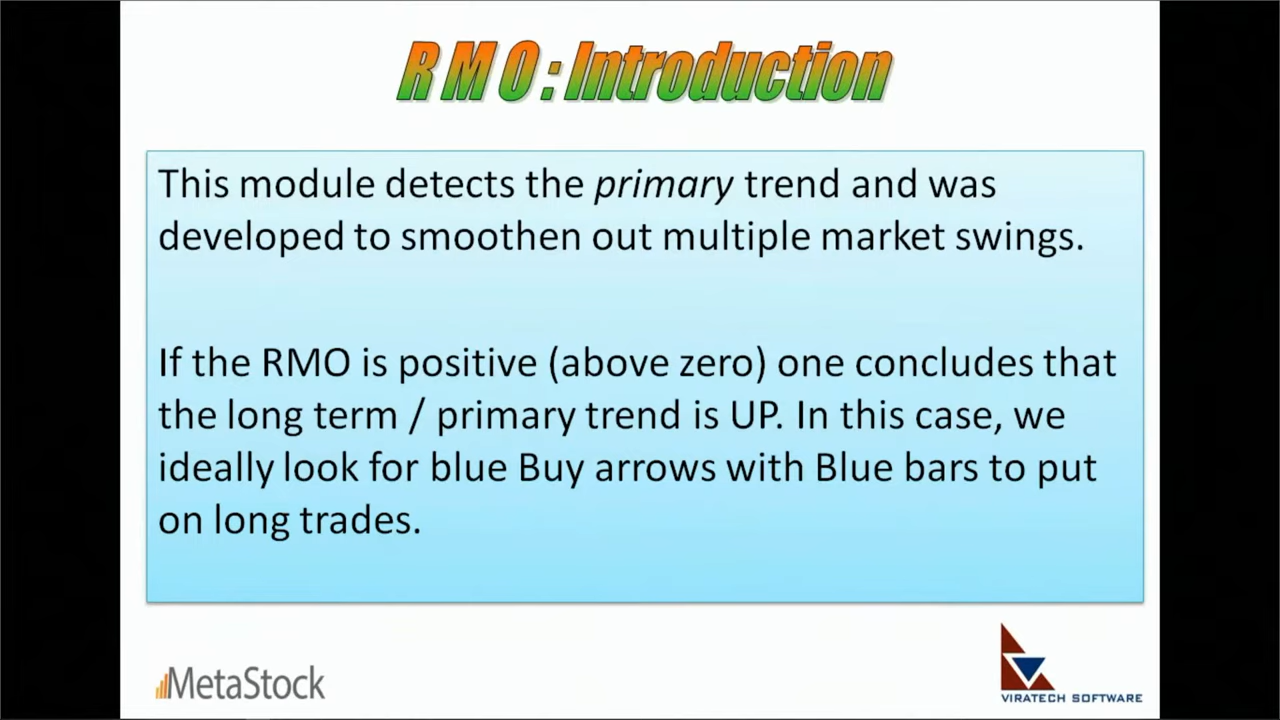 R M O : Introduction
This module detects the primary trend and was
developed to smoothen out multiple market swings.
If the RMO is positive (above zero) one concludes that
the long term / primary trend is UP. In this case, we
ideally look for blue Buy arrows with Blue bars to put
on long trades.
MetaStock
VIRATECH SOFTWARE